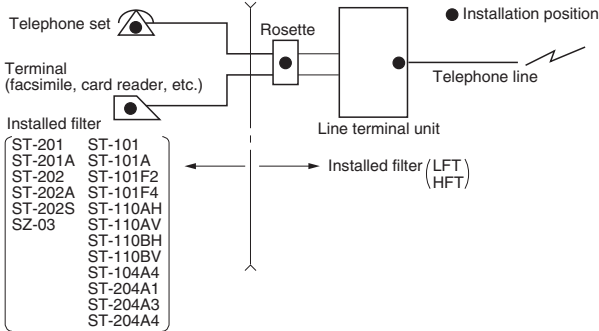 Telephone set
Rosette
● Installation position
Terminal
(facsimile, card reader, etc.)
Telephone line
Line terminal unit
Installed filter
ST-201 ST-101
ST-201A ST-101A
ST-202 ST-101F2
ST-202A ST-101F4
ST-202S ST-110AH
SZ-03 ST-110AV
ST-110BH
ST-110BV
ST-104A4
ST-204A1
ST-204A3
ST-204A4
Installed filter (LFT
HFT)